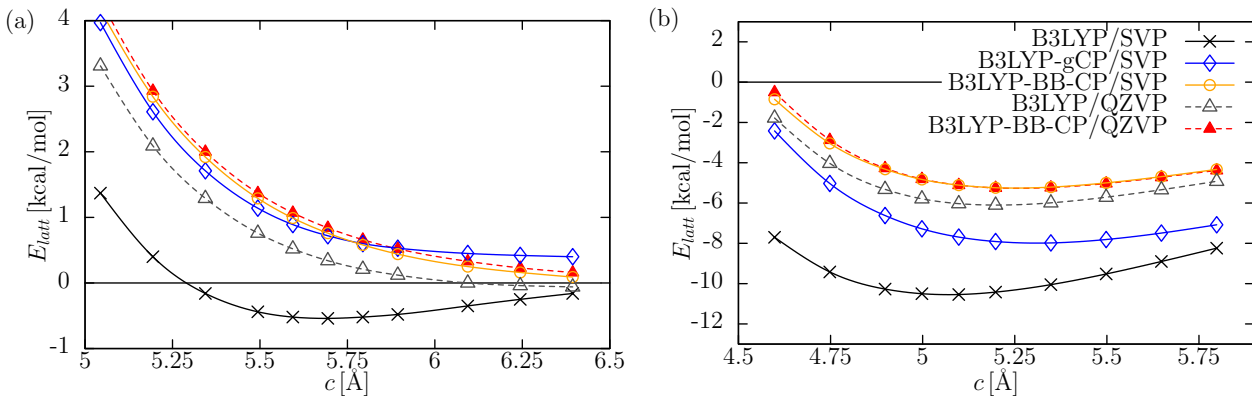 (a)
4
3
2
1
0
-1
E_latt [kcal/mol]
5
5.25
5.5
5.75
6
6.25
6.5
c [Å]
(b)
2
0
-2
-4
-6
-8
-10
-12
E_latt [kcal/mol]
4.5
4.75
5
5.25
5.5
5.75
c [Å]
B3LYP/SVP
B3LYP-gCP/SVP
B3LYP-BB-CP/SVP
B3LYP/QZVP
B3LYP-BB-CP/QZVP